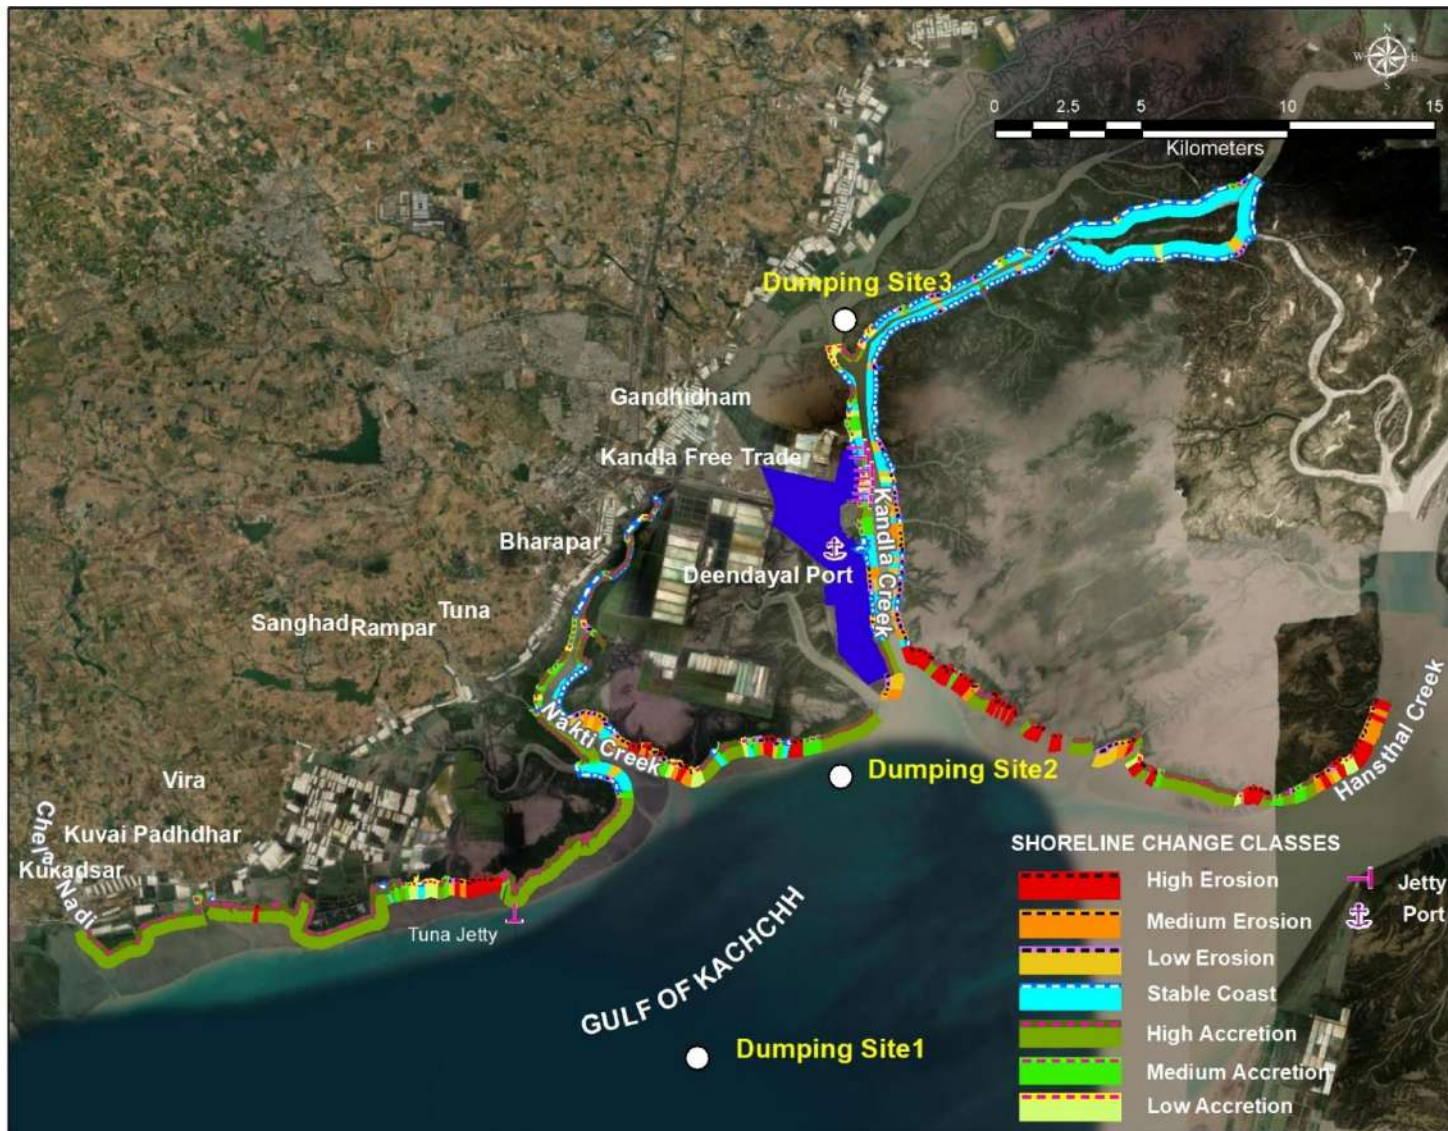 N
W E
S
0 2.5 5 10 15
Kilometers
Dumping Site3
Gandhidham
Kandla Free Trade
Kandla Creek
Bharapar
Deendayal Port
Tuna
Sanghad Rampar
Nakti Creek
Hansthal Creek
Dumping Site2
Vira
Kuvai Padhdhar
Kukadsar
Nadi
Tuna Jetty
GULF OF KACHCHH
Dumping Site1
SHORELINE CHANGE CLASSES
High Erosion
Medium Erosion
Low Erosion
Stable Coast
High Accretion
Medium Accretion
Low Accretion
Jetty
Port